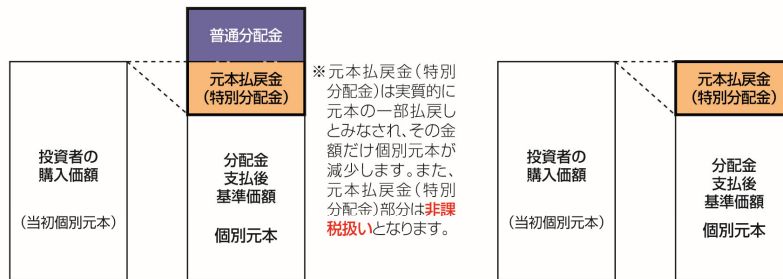 普通分配金
元本払戻金
(特別分配金)
投資者の
購入価額
(当初個別元本)
分配金
支払後
基準価額
個別元本
※元本払戻金(特別
分配金)は実質的に
元本の一部払戻し
とみなされ、その金
額だけ個別元本が
減少します。また、
元本払戻金(特別
分配金)部分は非課
税扱いとなります。
元本払戻金
(特別分配金)
投資者の
購入価額
(当初個別元本)
分配金
支払後
基準価額
個別元本